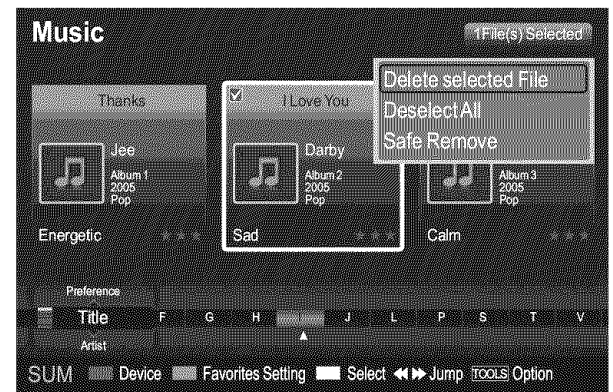 Music
1File(s) Selected
Delete selected File
Deselect All
Safe Remove
Thanks
Jee
Album 1
2005
Pop
Energetic
I Love You
Darby
Album 2
2005
Pop
Sad
Album 3
2005
Pop
Calm
Preference
Title
F G H J L P S T V
Artist
SUM Device Favorites Setting Select Jump TOOLS Option